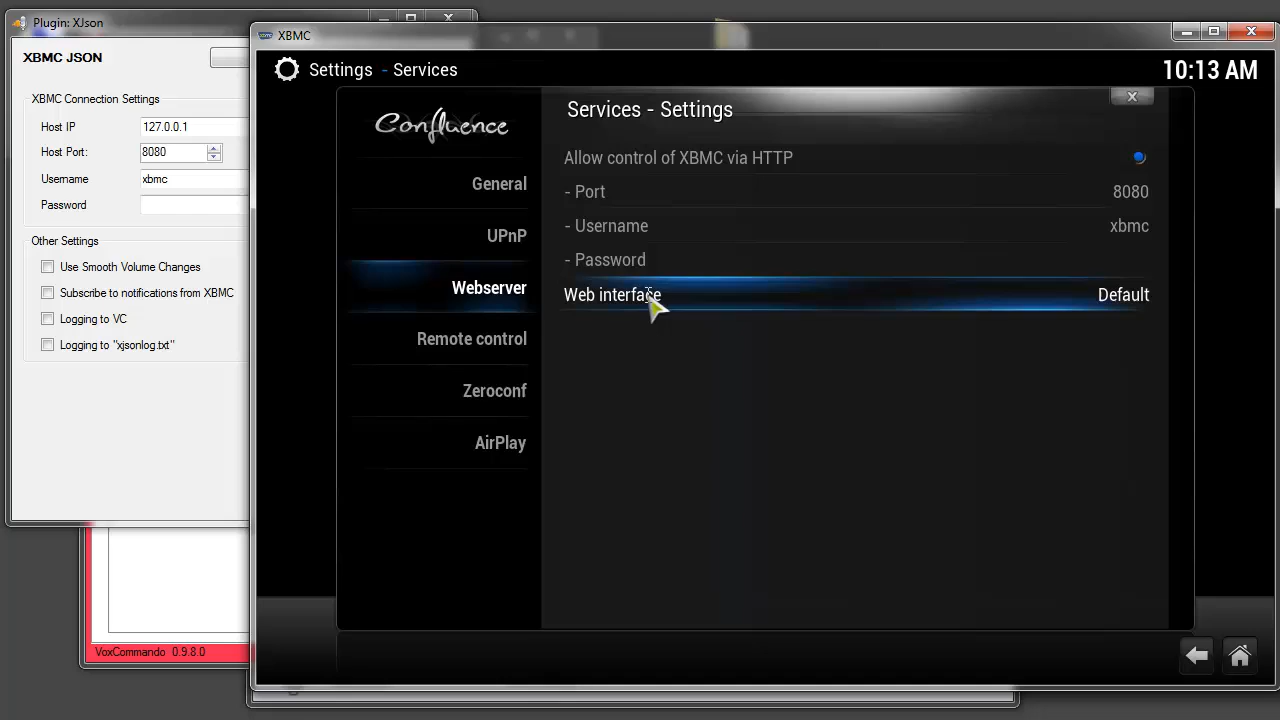 Plugin: XJson
XBMC JSON
XBMC Connection Settings
Host IP 127.0.0.1
Host Port: 8080
Username xbmc
Password
Other Settings
Use Smooth Volume Changes
Subscribe to notifications from XBMC
Logging to VC
Logging to "xjsonlog.txt"
VoxCommando 0.9.8.0
XBMC
Settings - Services
10:13 AM
Confluence
General
UPnP
Webserver
Remote control
Zeroconf
AirPlay
Services - Settings
Allow control of XBMC via HTTP
- Port 8080
- Username xbmc
- Password
Web interface Default